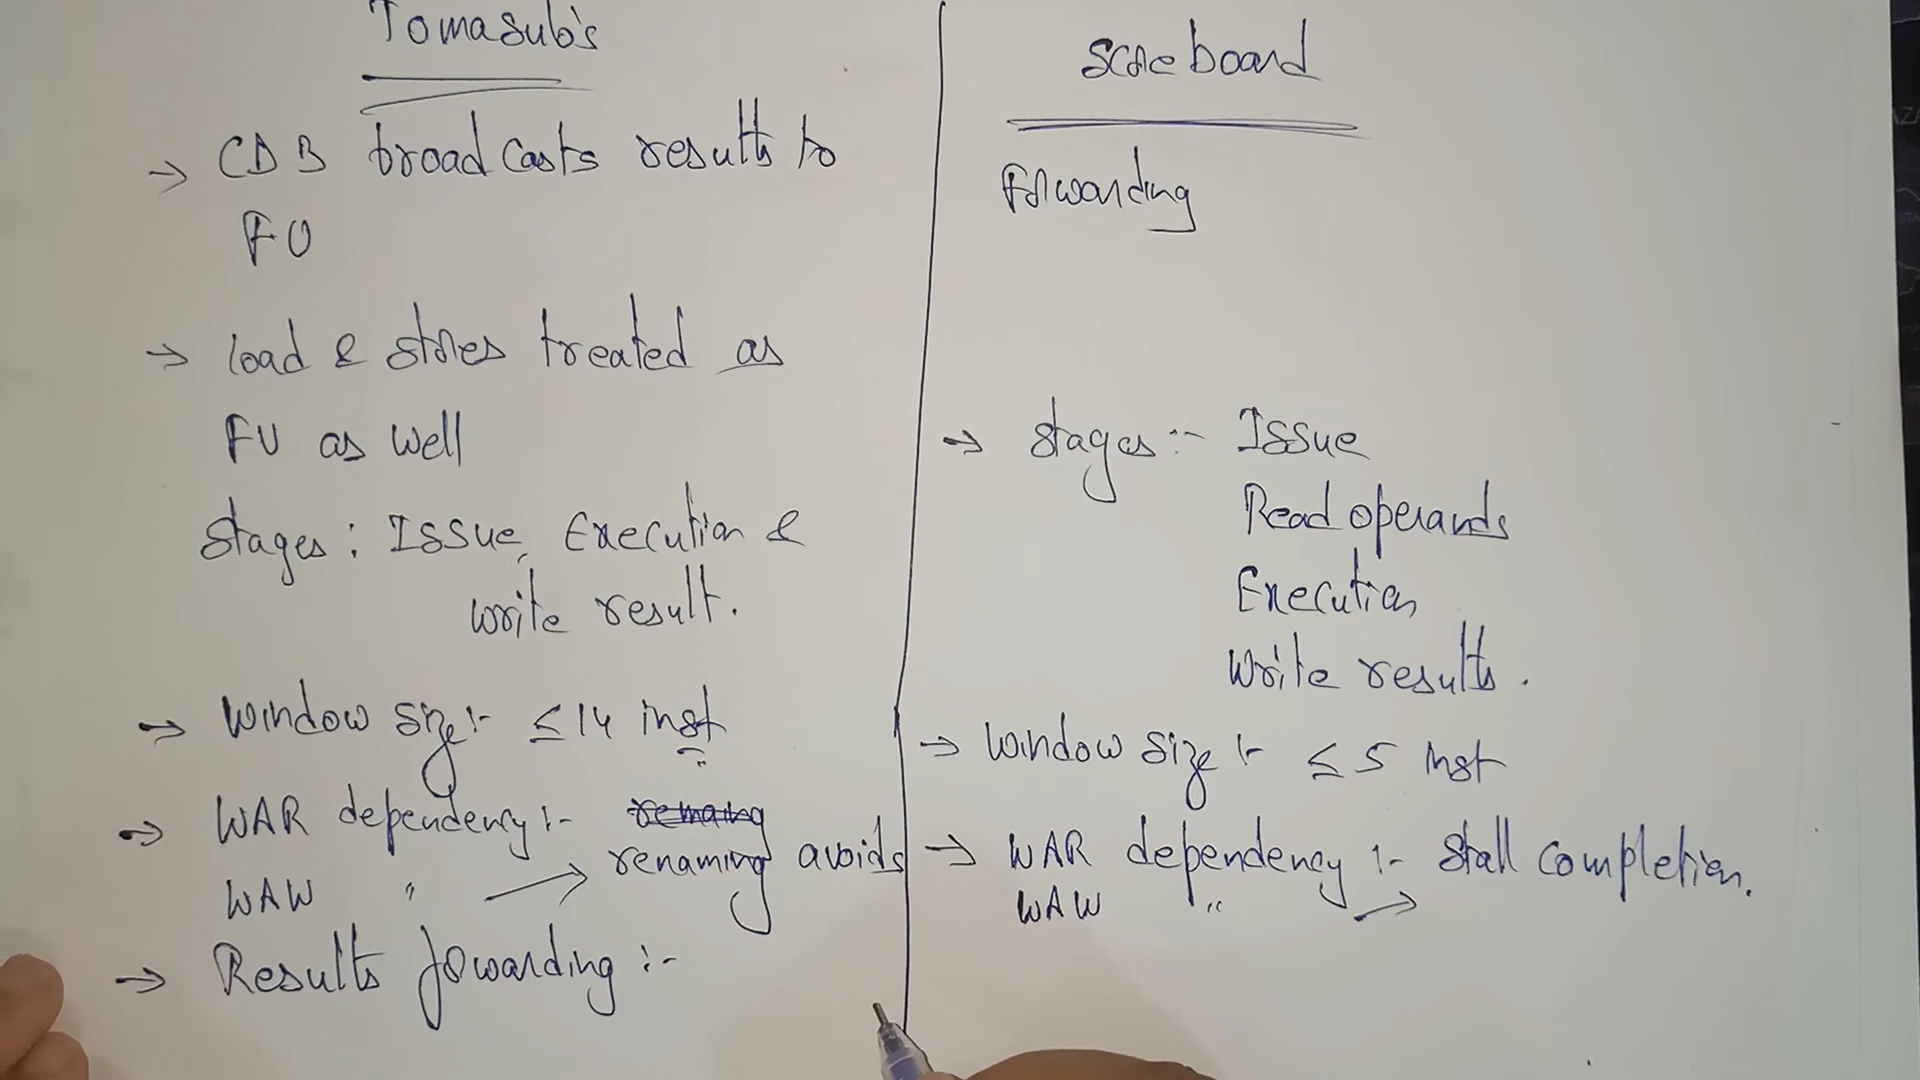 Tomasulo's
→ CDB broadcasts results to
FU
→ load & stores treated as
FU as well
Stages : Issue, Execution &
write result.
→ Window size :- ≤ 14 inst
→ WAR dependency :-
renaming avoids
WAW " →
→ Results forwarding :-
Scoreboard
Forwarding
→ Stages :- Issue
Read operands
Execution
Write results.
→ Window size :- ≤ 5 inst
→ WAR dependency :- Stall completion.
WAW " →